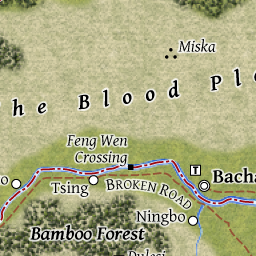 Miska
he Blood Pl
Feng Wen
Crossing
T
Bacha
Tsing
BROKEN ROAD
Ningbo
Bamboo Forest